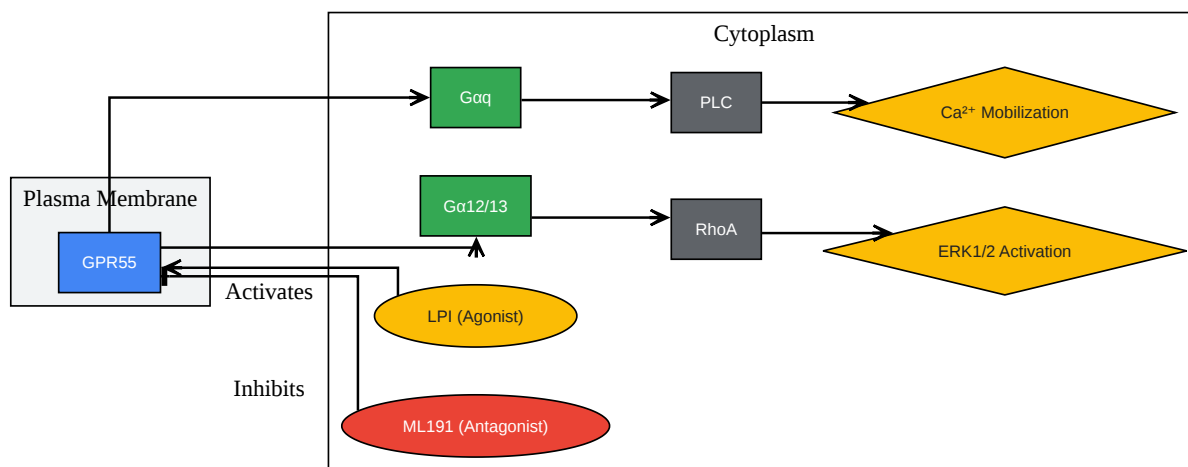 Cytoplasm
Gαq
PLC
Ca²⁺ Mobilization
Plasma Membrane
Gα12/13
RhoA
ERK1/2 Activation
GPR55
Activates
LPI (Agonist)
Inhibits
ML191 (Antagonist)